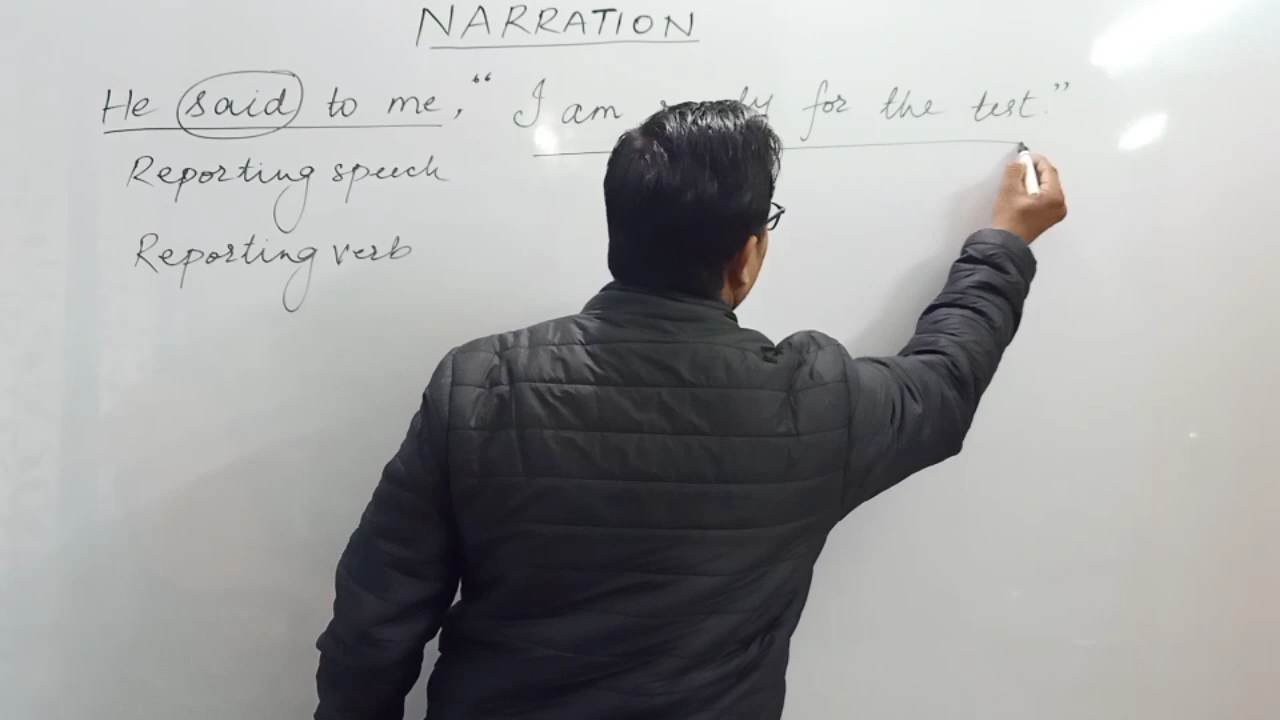 NARRATION
He said to me, “ I am for the test.”
Reporting speech
Reporting verb